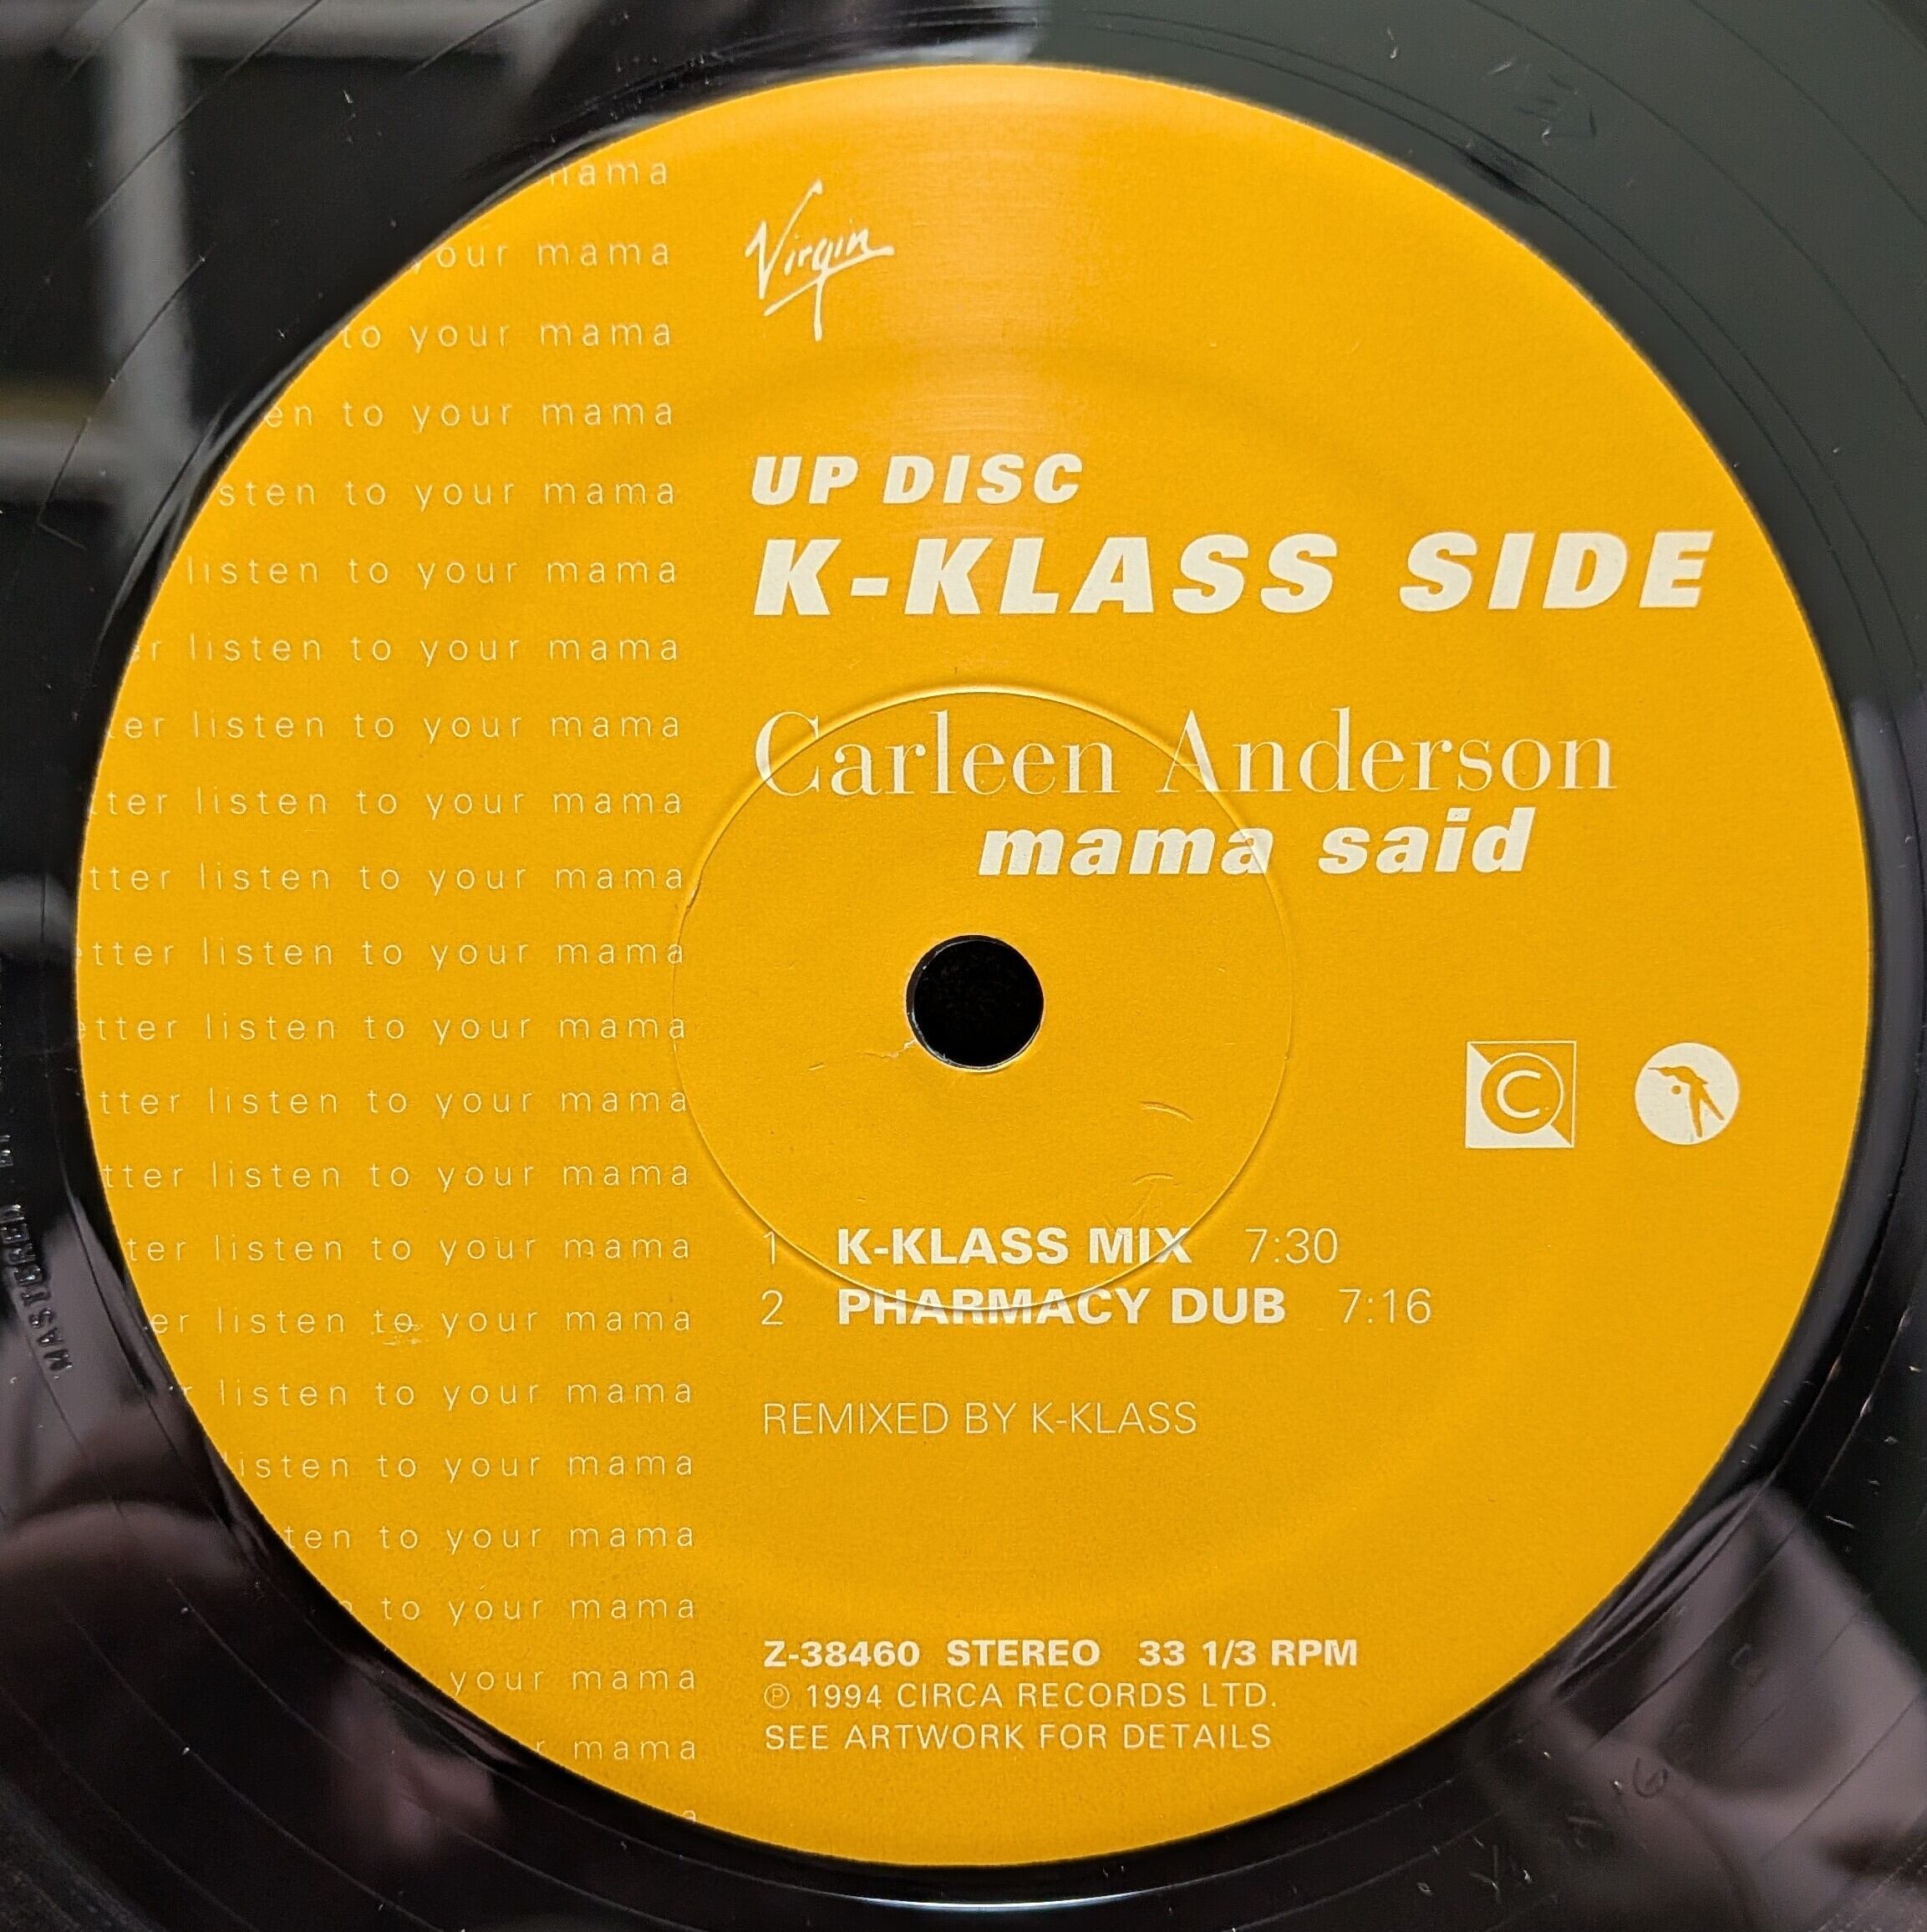 mama
your mama
to your mama
en to your mama
sten to your mama
listen to your mama
er listen to your mama
ter listen to your mama
tter listen to your mama
tter listen to your mama
etter listen to your mama
etter listen to your mama
tter listen to your mama
tter listen to your mama
ter listen to your mama
er listen to your mama
r listen to your mama
isten to your mama
ten to your mama
n to your mama
your mama
r mama
a
Virgin
UP DISC
K-KLASS SIDE
Carleen Anderson
mama said
C
1 K-KLASS MIX 7:30
2 PHARMACY DUB 7:16
REMIXED BY K-KLASS
Z-38460 STEREO 33 1/3 RPM
℗ 1994 CIRCA RECORDS LTD.
SEE ARTWORK FOR DETAILS
MASTERED